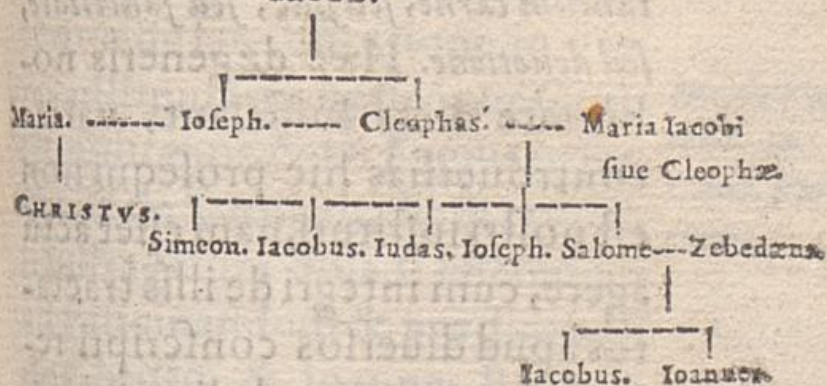 Maria. Ioſeph. Cleophas. Maria Iacobi
ſiue Cleophæ.
CHRISTVS.
Simeon. Iacobus. Iudas, Ioſeph. Salome Zebedæus.
Iacobus. Ioannes.